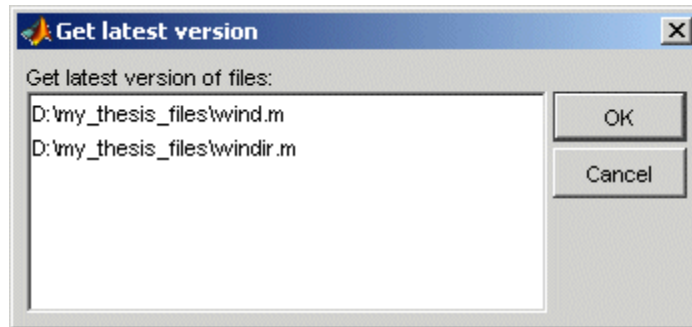 Get latest version
Get latest version of files:
D:\my_thesis_files\wind.m
D:\my_thesis_files\windir.m
OK
Cancel